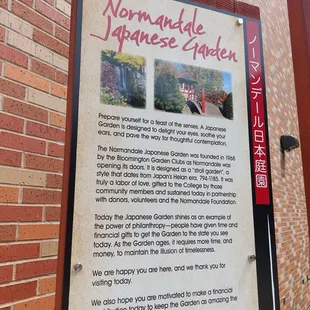 Normandale
Japanese Garden
ノーマンデール日本庭園
Prepare yourself for a feast of the senses. A Japanese
Garden is designed to delight your eyes, soothe your
ears, and pave the way for thoughtful contemplation.
The Normandale Japanese Garden was founded in 1968
by the Bloomington Garden Clubs as Normandale was
opening its doors. It is designed as a "stroll garden", a
style that dates from Japan's Heian era, 794-1185. It was
truly a labor of love, gifted to the College by those
community members and sustained today in partnership
with donors, volunteers and the Normandale Foundation.
Today the Japanese Garden shines as an example of
the power of philanthropy—people have given time and
financial gifts to get the Garden to the state you see
today. As the Garden ages, it requires more time, and
money, to maintain the illusion of timelessness.
We are happy you are here, and we thank you for
visiting today.
We also hope you are motivated to make a financial
today to keep the Garden as amazing the